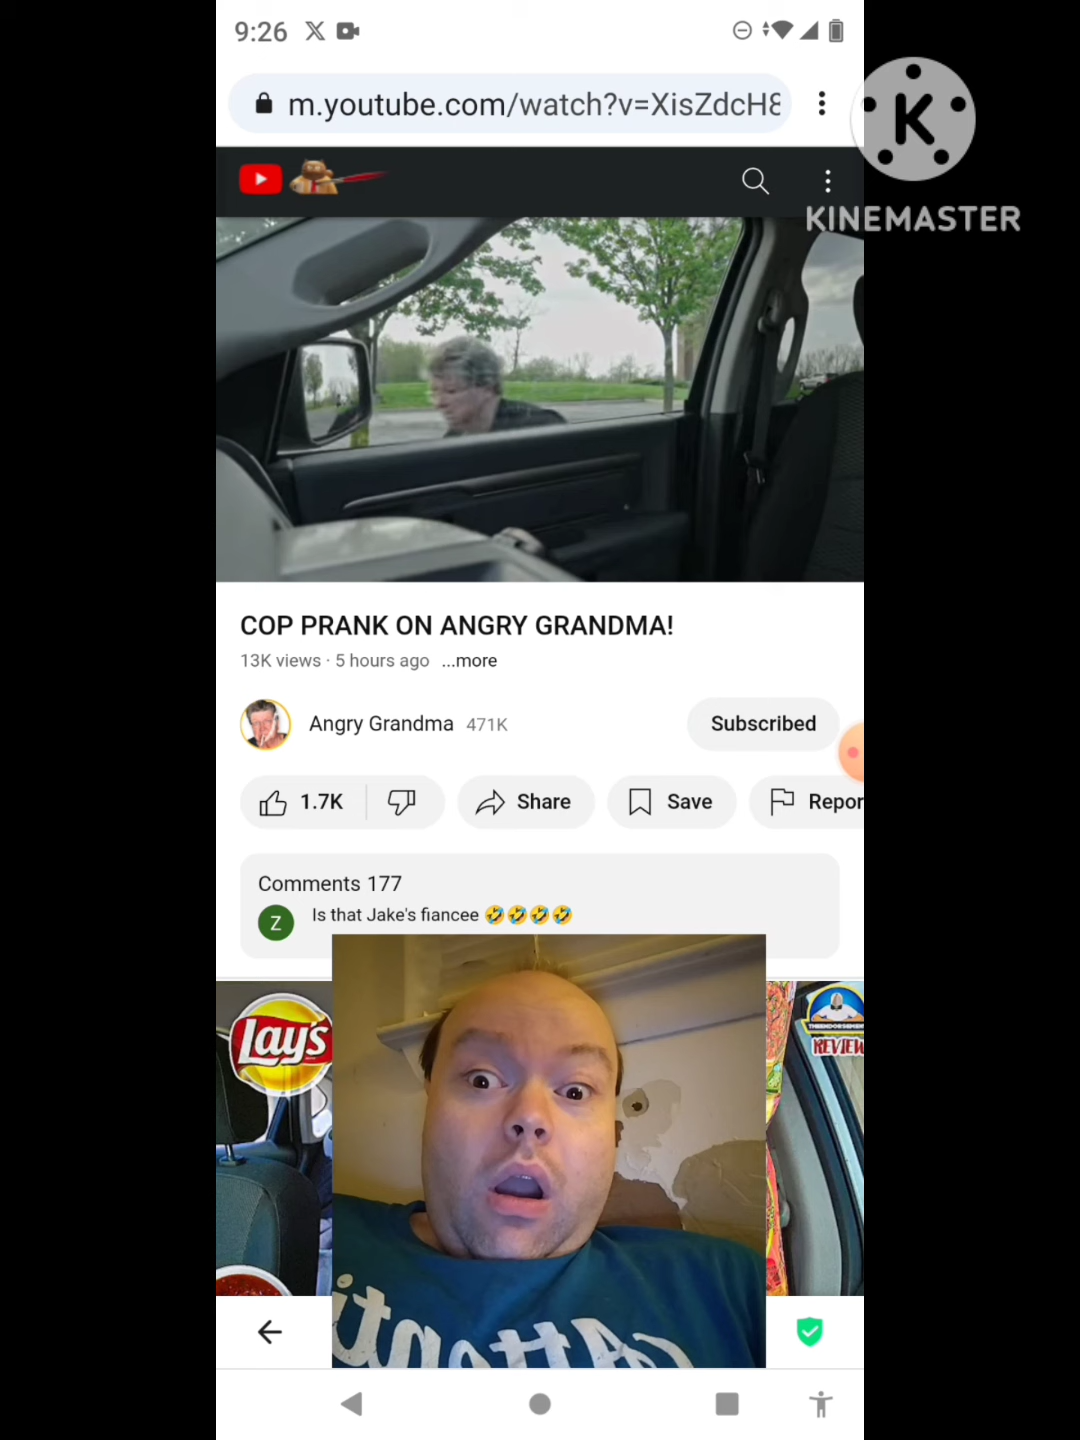 9:26
m.youtube.com/watch?v=XisZdcH8
K
KINEMASTER
COP PRANK ON ANGRY GRANDMA!
13K views · 5 hours ago ...more
Angry Grandma 471K
Subscribed
1.7K
Share
Save
Repor
Comments 177
Z
Is that Jake's fiancee 🤣🤣🤣🤣
Lay's
REVIEW